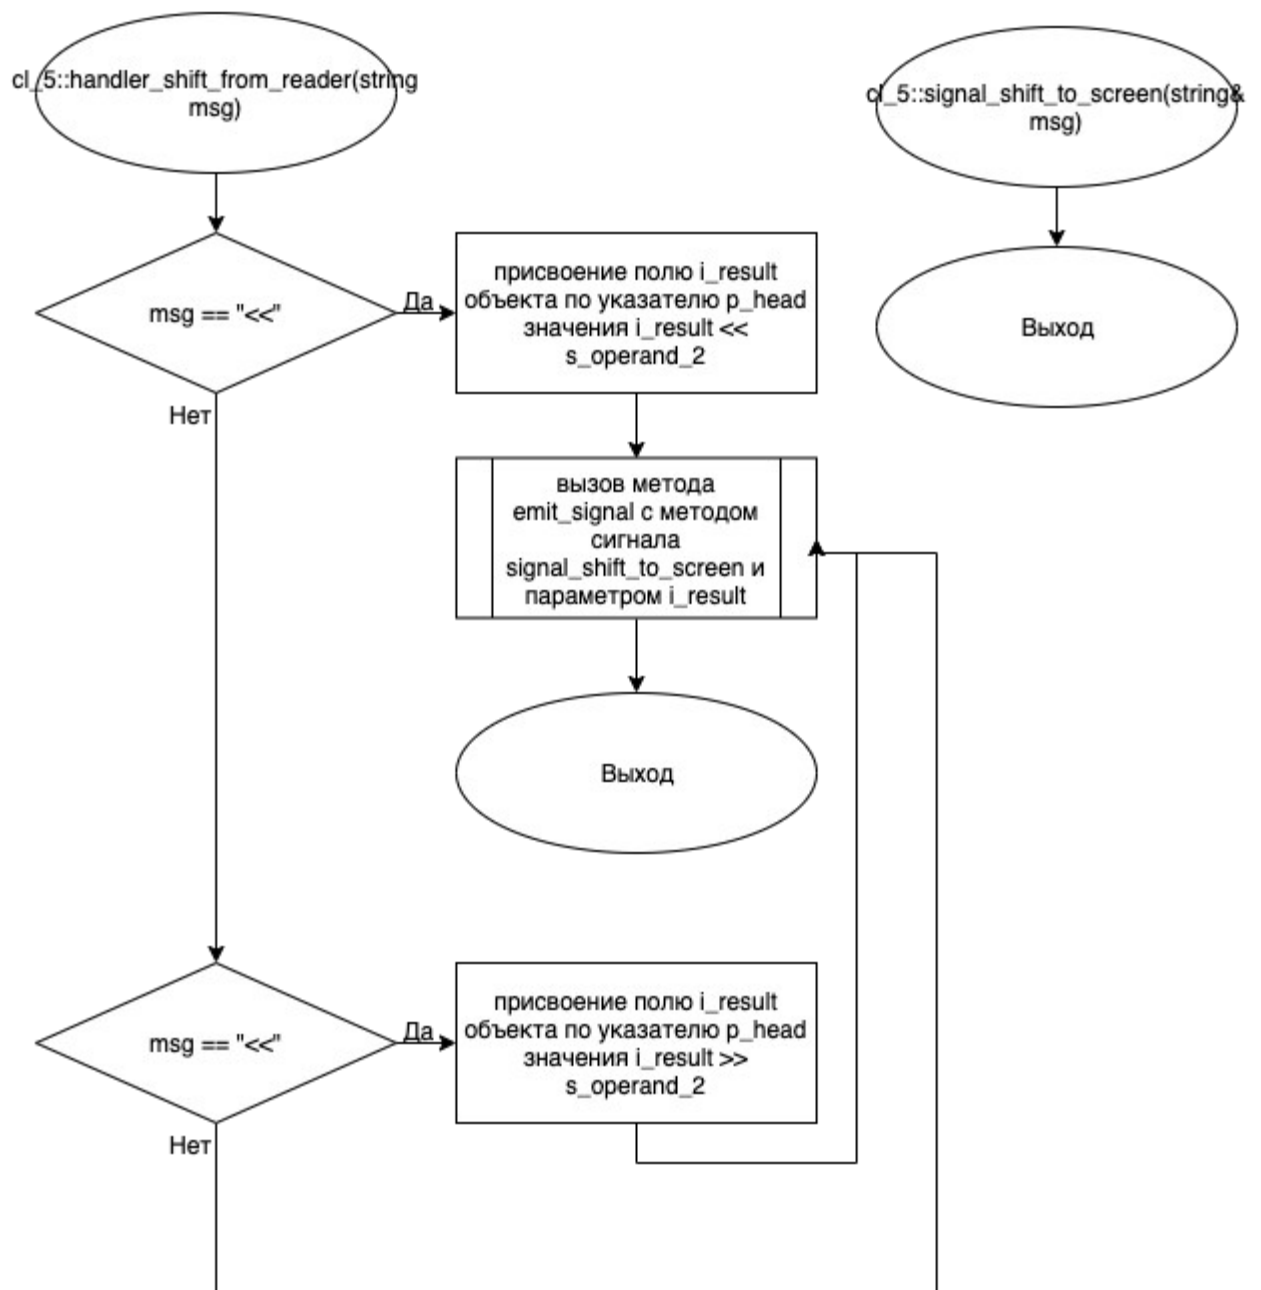 cl_5::handler_shift_from_reader(string
msg)
cl_5::signal_shift_to_screen(string&
msg)
msg == "<<"
Да
присвоение полю i_result
объекта по указателю p_head
значения i_result <<
s_operand_2
Выход
Нет
вызов метода
emit_signal с методом
сигнала
signal_shift_to_screen и
параметром i_result
Выход
msg == "<<"
Да
присвоение полю i_result
объекта по указателю p_head
значения i_result >>
s_operand_2
Нет